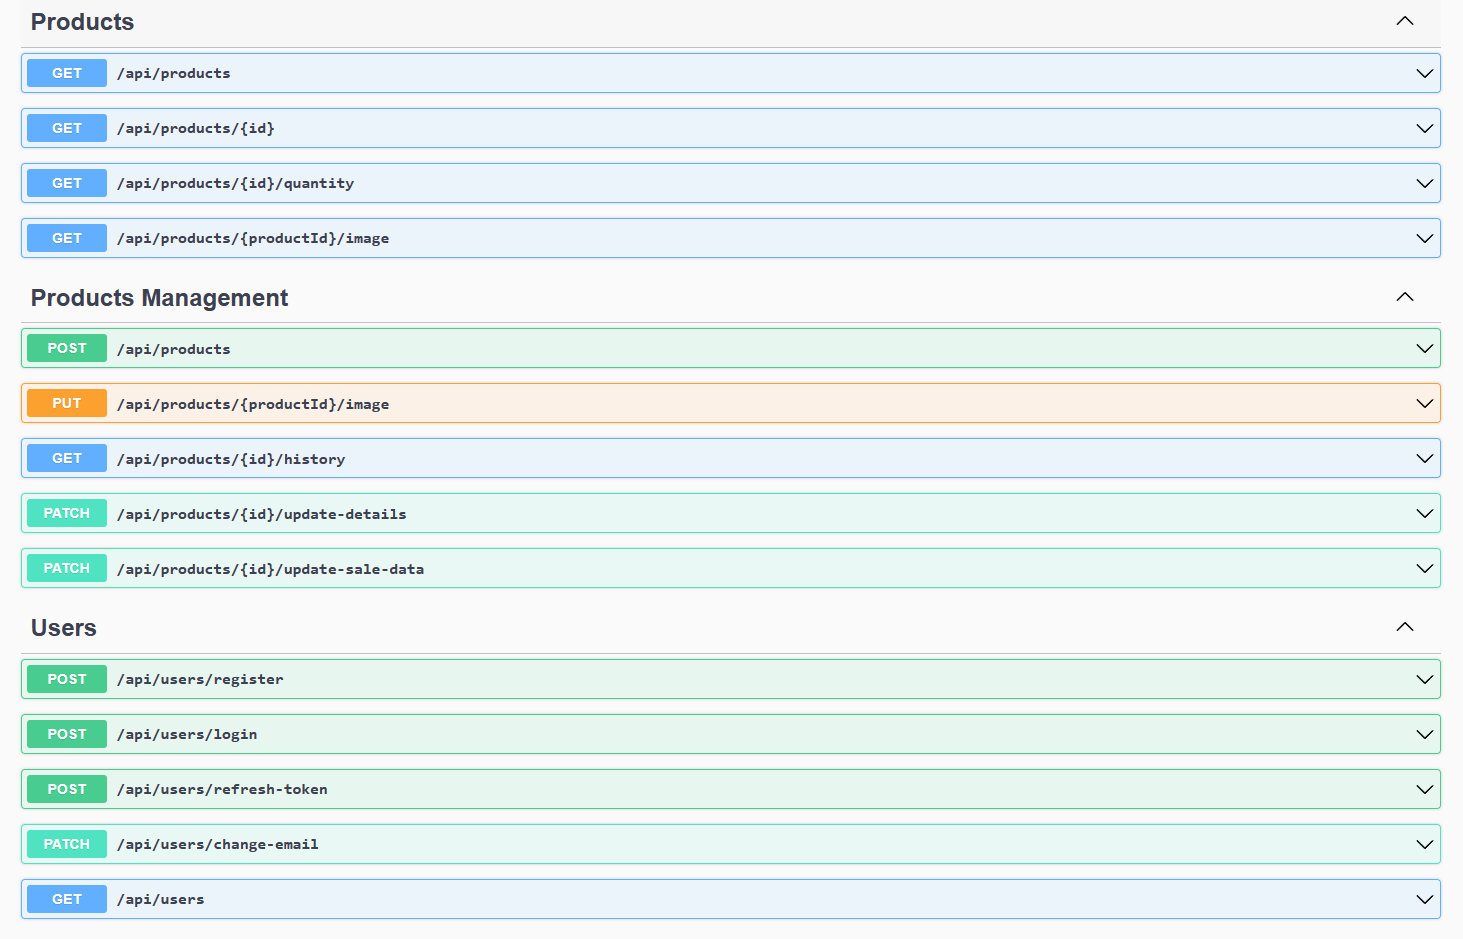 Products
GET /api/products
GET /api/products/{id}
GET /api/products/{id}/quantity
GET /api/products/{productId}/image
Products Management
POST /api/products
PUT /api/products/{productId}/image
GET /api/products/{id}/history
PATCH /api/products/{id}/update-details
PATCH /api/products/{id}/update-sale-data
Users
POST /api/users/register
POST /api/users/login
POST /api/users/refresh-token
PATCH /api/users/change-email
GET /api/users